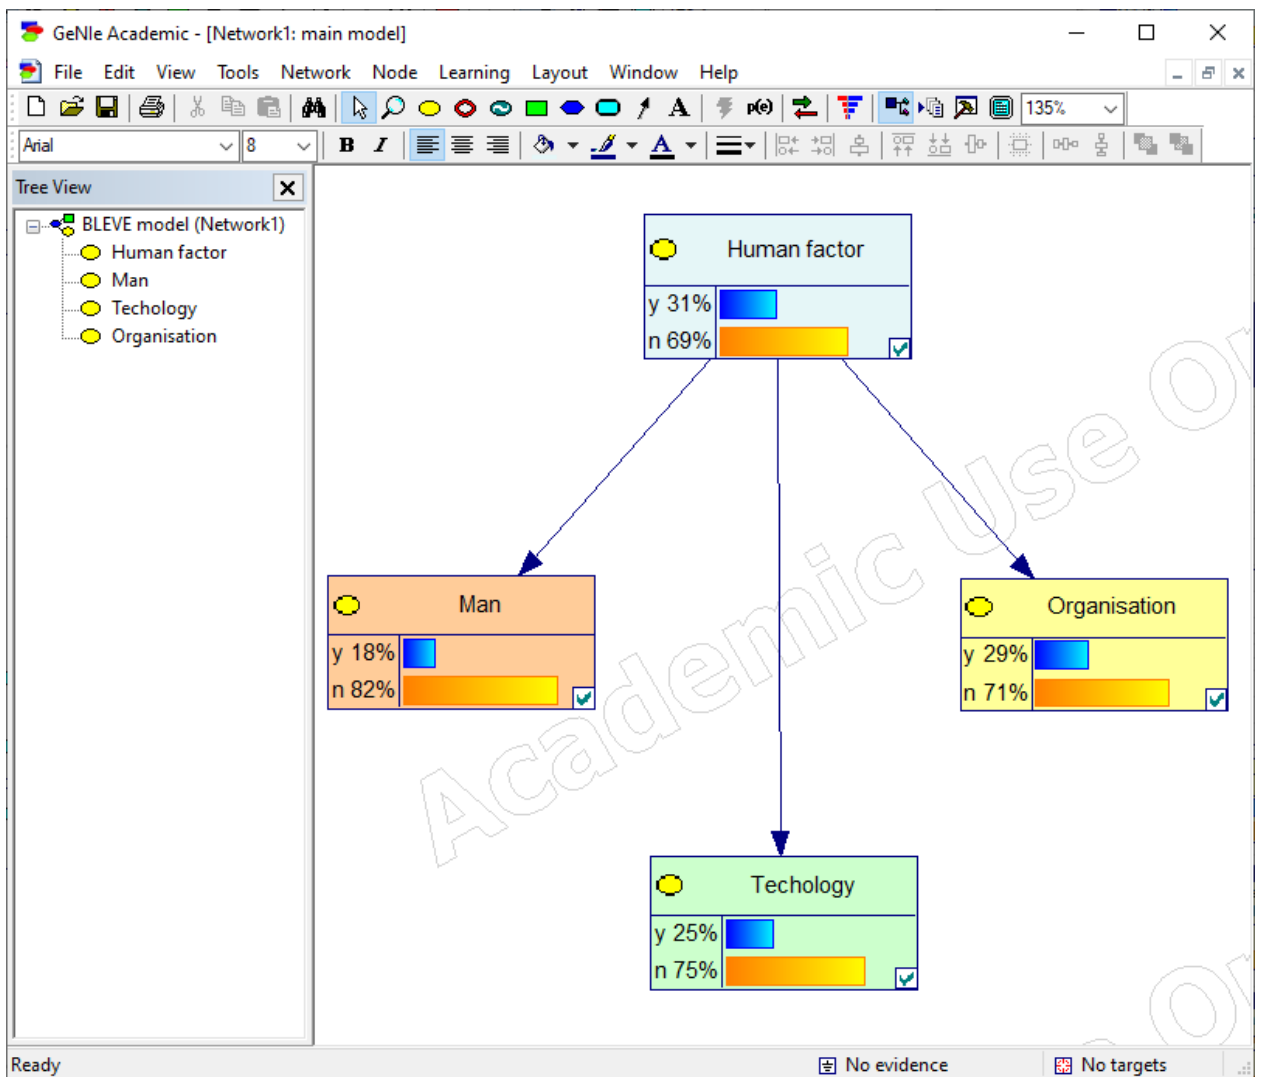 GeNIe Academic - [Network1: main model]
File Edit View Tools Network Node Learning Layout Window Help
A p(e) 135%
Arial 8 B I A
Tree View
BLEVE model (Network1)
Human factor
Man
Techology
Organisation
Human factor
y 31%
n 69%
Man
y 18%
n 82%
Organisation
y 29%
n 71%
Techology
y 25%
n 75%
Academic Use On
Ready No evidence No targets